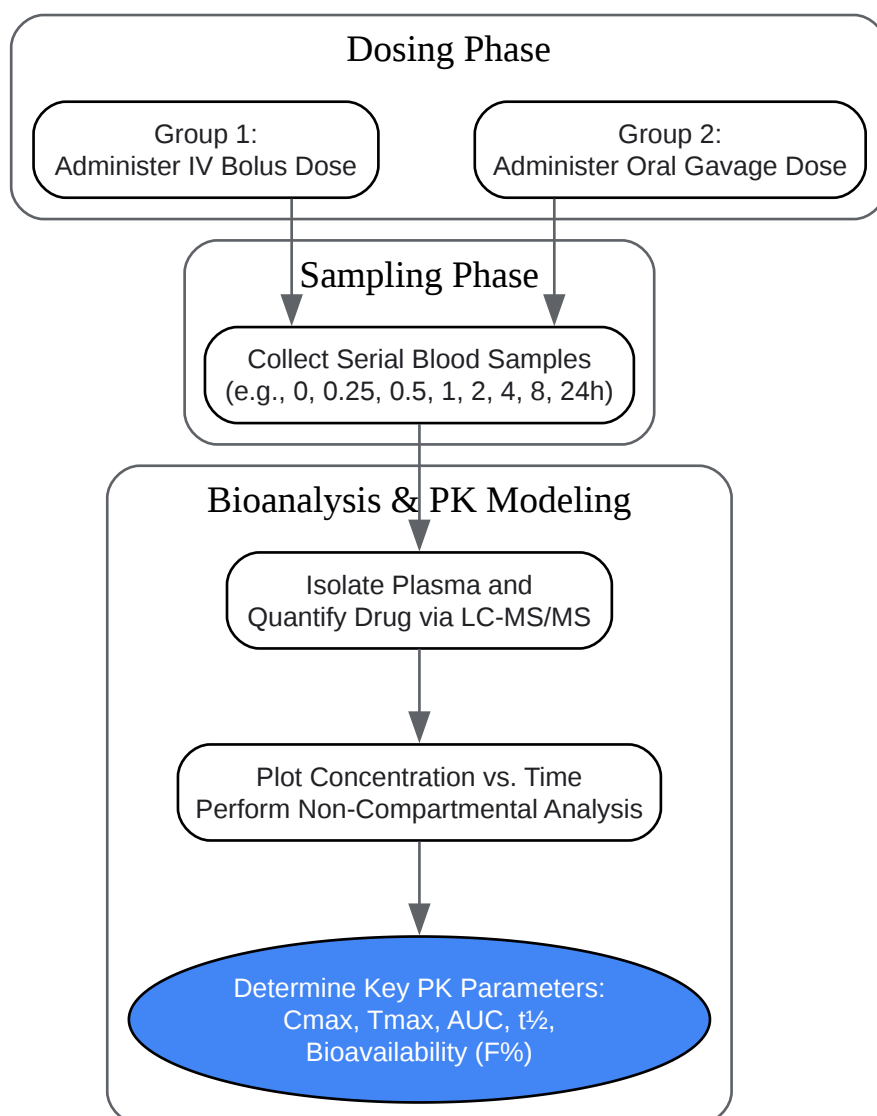 Dosing Phase
Group 1:
Administer IV Bolus Dose
Group 2:
Administer Oral Gavage Dose
Sampling Phase
Collect Serial Blood Samples
(e.g., 0, 0.25, 0.5, 1, 2, 4, 8, 24h)
Bioanalysis & PK Modeling
Isolate Plasma and
Quantify Drug via LC-MS/MS
Plot Concentration vs. Time
Perform Non-Compartmental Analysis
Determine Key PK Parameters:
Cmax, Tmax, AUC, t½,
Bioavailability (F%)